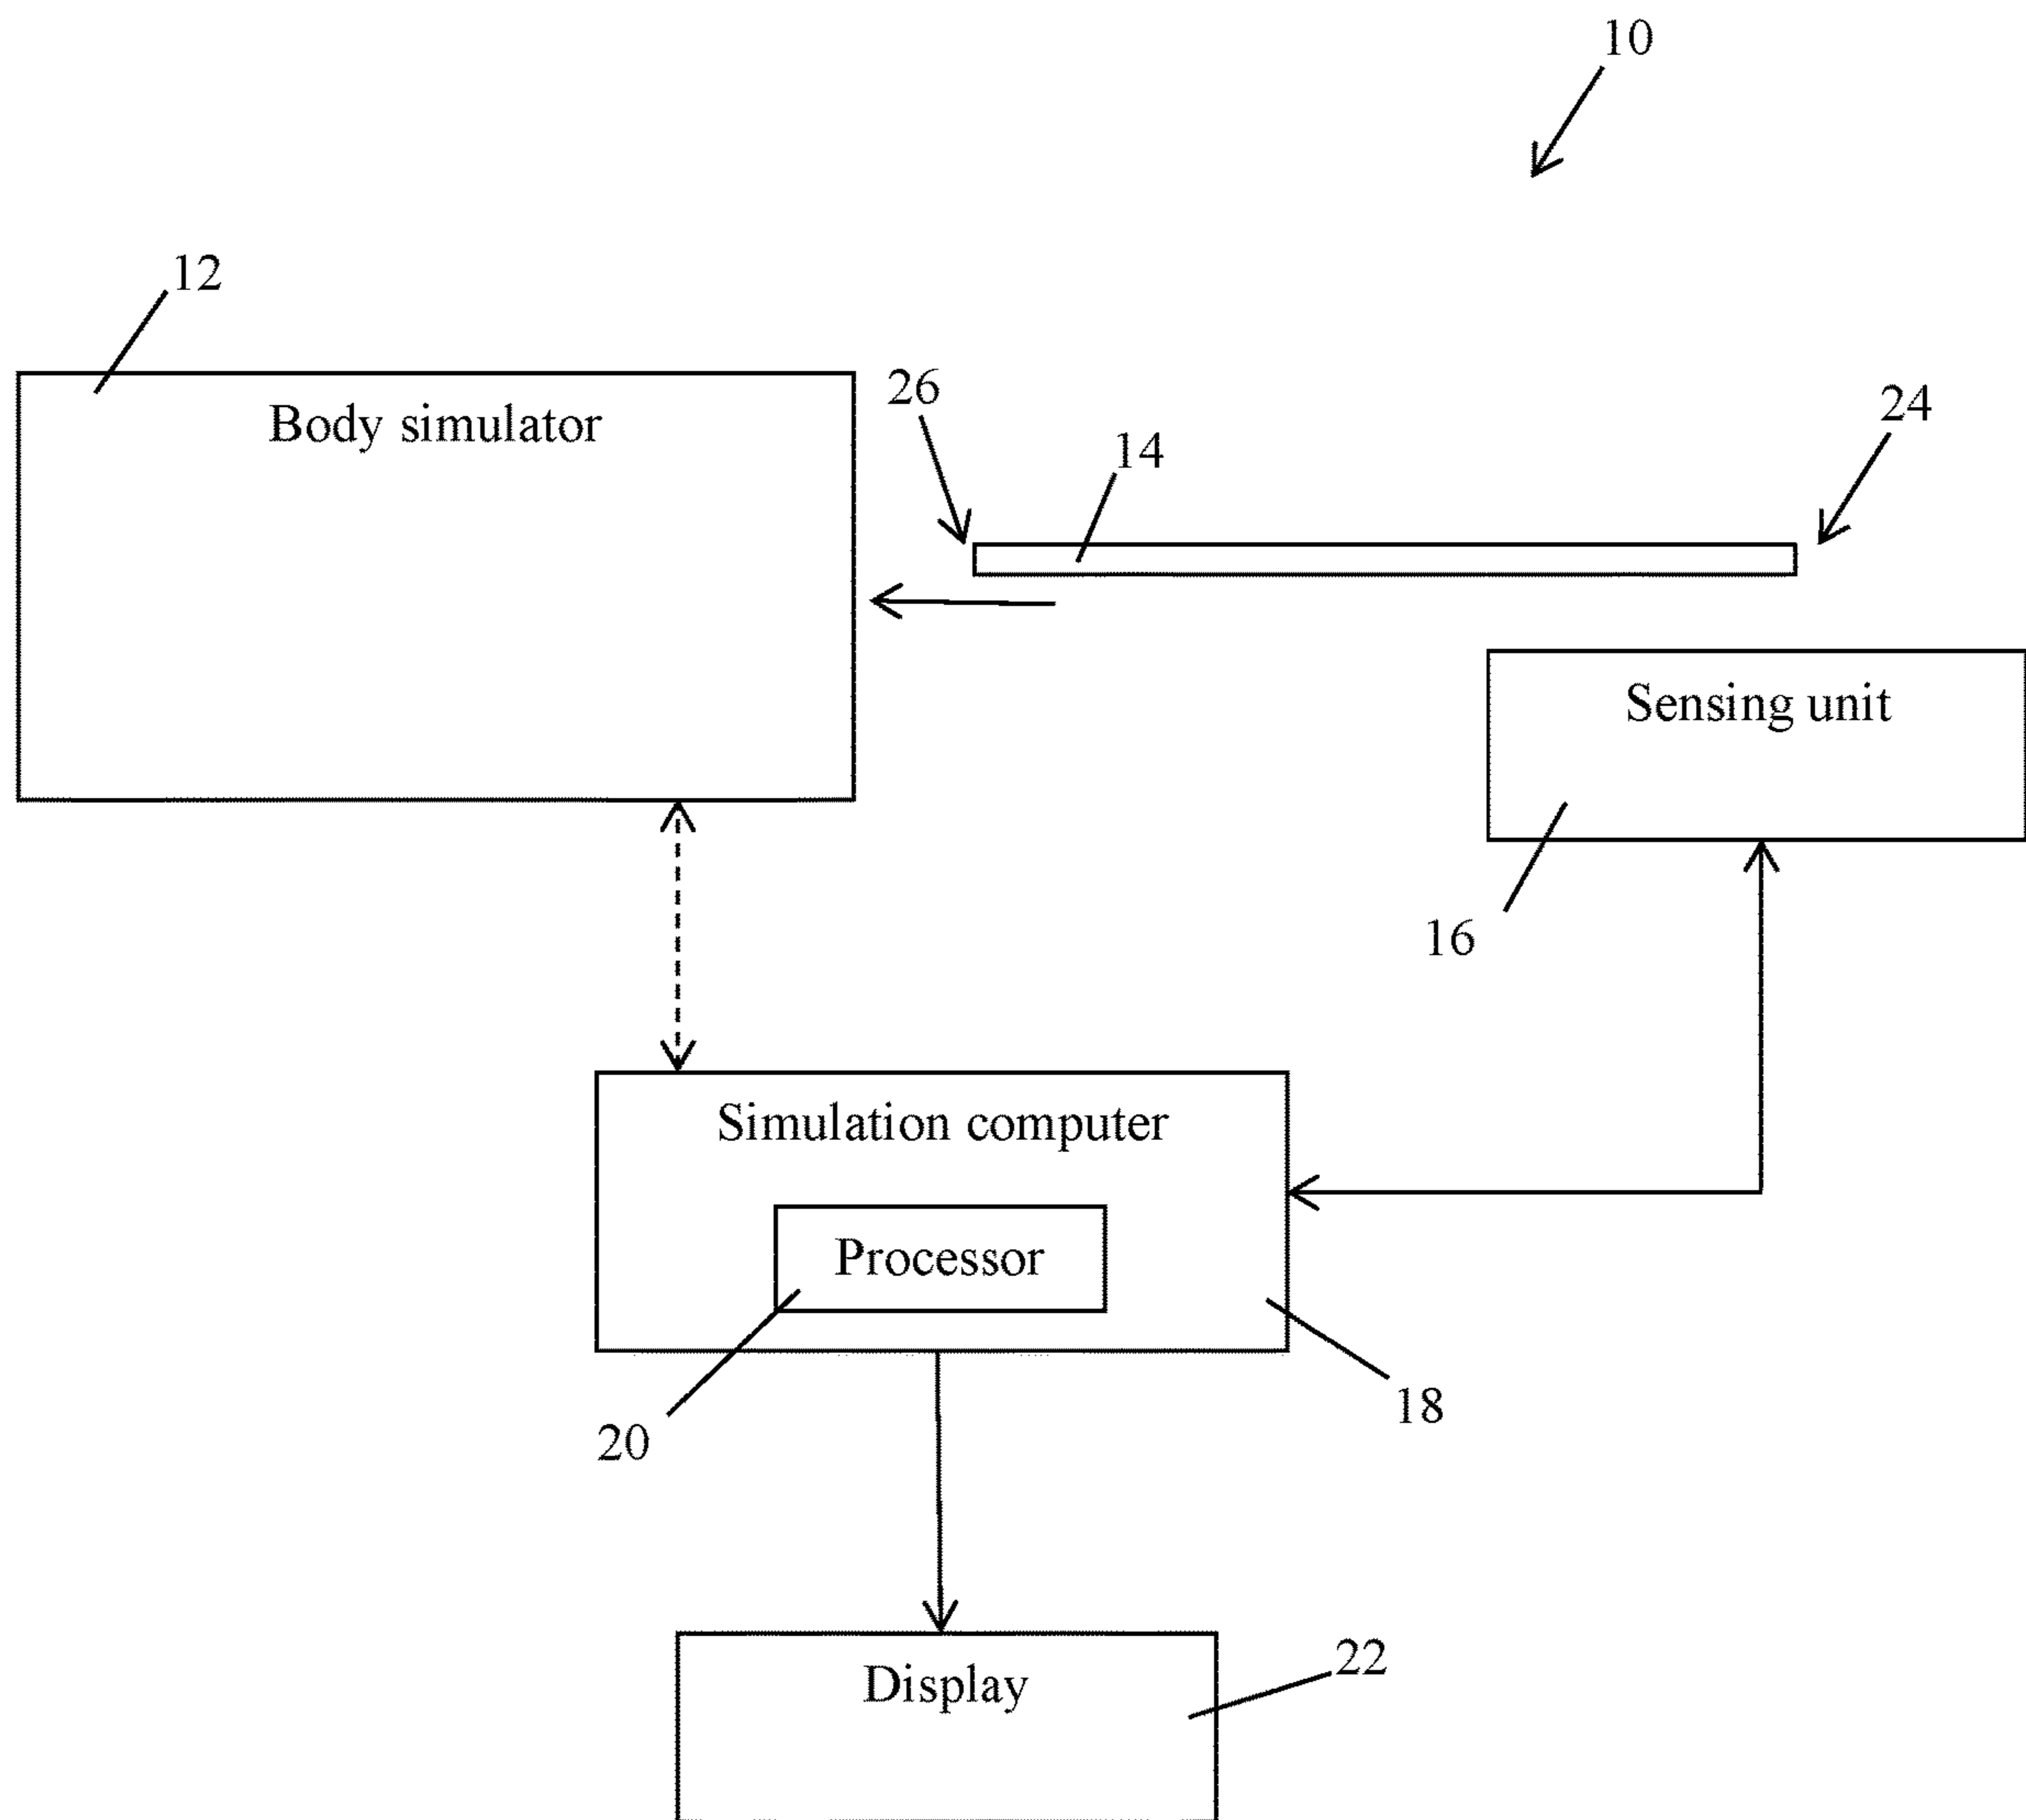 10
12
Body simulator
26
24
14
Sensing unit
16
Simulation computer
Processor
18
20
22
Display